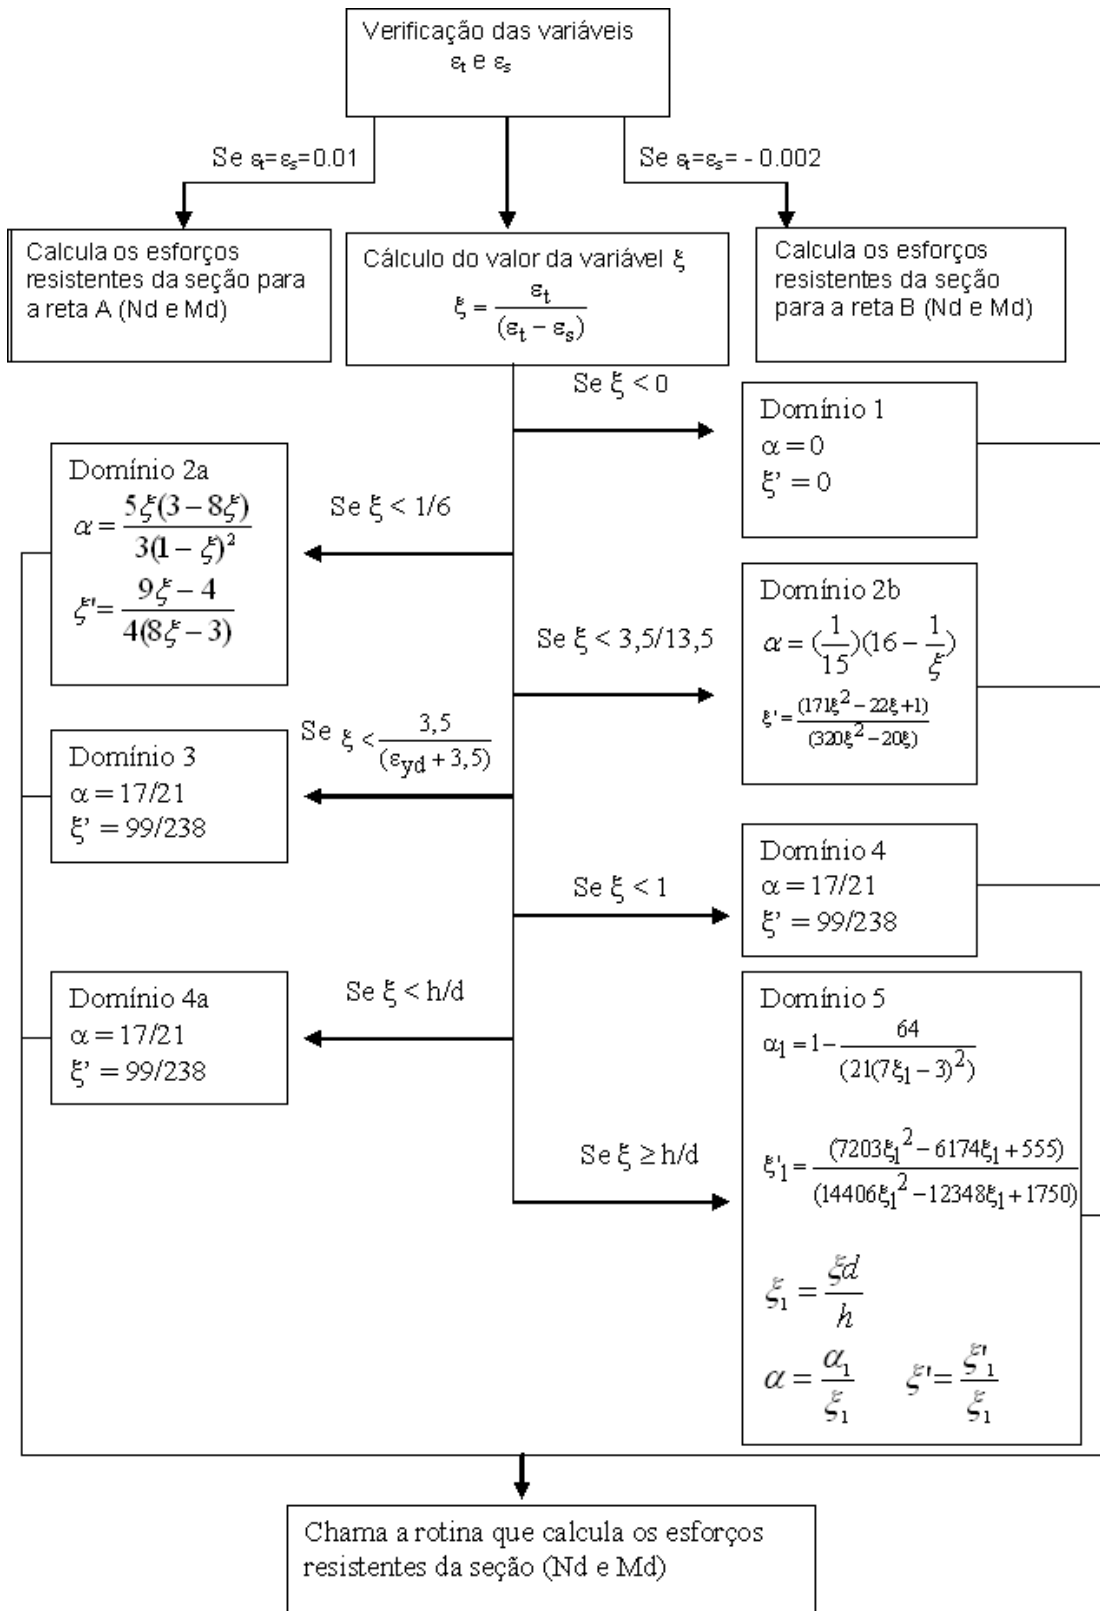 Verificação das variáveis
εt e εs
Se εt=εs=0.01
Se εt=εs= - 0.002
Calcula os esforços
resistentes da seção para
a reta A (Nd e Md)
Cálculo do valor da variável ξ
ξ = εt / (εt − εs)
Calcula os esforços
resistentes da seção
para a reta B (Nd e Md)
Se ξ < 0
Domínio 1
α = 0
ξ' = 0
Domínio 2a
α = 5ξ(3 − 8ξ) / 3(1 − ξ)²
ξ' = 9ξ − 4 / 4(8ξ − 3)
Se ξ < 1/6
Domínio 2b
α = (1/15)(16 − 1/ξ)
ξ' = (171ξ² − 22ξ + 1) / (320ξ² − 20ξ)
Se ξ < 3,5/13,5
Se ξ < 3,5 / (εyd + 3,5)
Domínio 3
α = 17/21
ξ' = 99/238
Se ξ < 1
Domínio 4
α = 17/21
ξ' = 99/238
Se ξ < h/d
Domínio 4a
α = 17/21
ξ' = 99/238
Se ξ ≥ h/d
Domínio 5
α1 = 1 − 64 / (21(7ξ1 − 3)²)
ξ'1 = (7203ξ1² − 6174ξ1 + 555) / (14406ξ1² − 12348ξ1 + 1750)
ξ1 = ξd / h
α = α1 / ξ1 ξ' = ξ'1 / ξ1
Chama a rotina que calcula os esforços
resistentes da seção (Nd e Md)